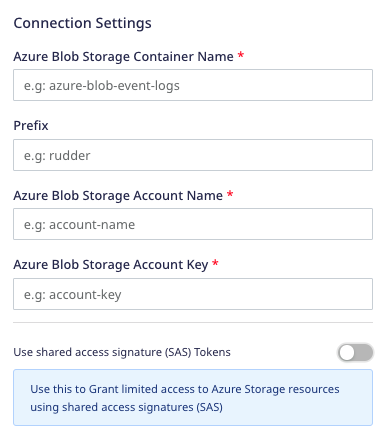 Connection Settings
Azure Blob Storage Container Name *
e.g: azure-blob-event-logs
Prefix
e.g: rudder
Azure Blob Storage Account Name *
e.g: account-name
Azure Blob Storage Account Key *
e.g: account-key
Use shared access signature (SAS) Tokens
Use this to Grant limited access to Azure Storage resources
using shared access signatures (SAS)